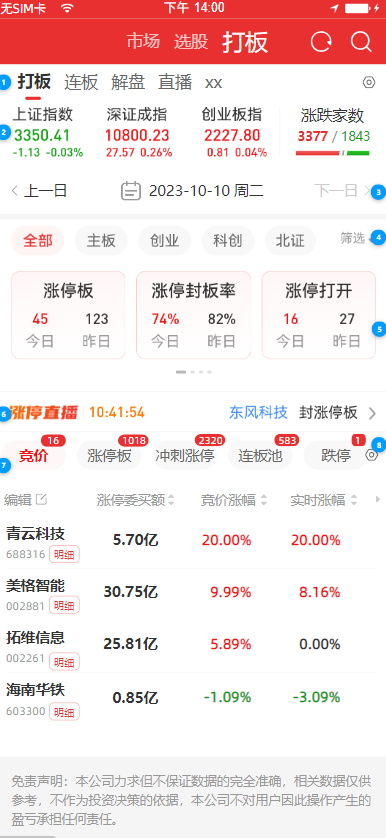 无SIM卡 下午 14:00
市场 选股 打板
1 打板 连板 解盘 直播 xx
上证指数 深证成指 创业板指 涨跌家数
2 3350.41 10800.23 2227.80 3377 / 1843
-1.13 -0.03% 27.57 0.26% 0.81 0.04%
上一日 2023-10-10 周二 下一日 3
全部 主板 创业 科创 北证 筛选 4
涨停板 涨停封板率 涨停打开
45 123 74% 82% 16 27 5
今日 昨日 今日 昨日 今日 昨日
6 涨停直播 10:41:54 东风科技 封涨停板
16 1018 2320 583 1 8
7 竞价 涨停板 冲刺涨停 连板池 跌停
编辑 涨停委买额 竞价涨幅 实时涨幅
青云科技 5.70亿 20.00% 20.00%
688316 明细
美格智能 30.75亿 9.99% 8.16%
002881 明细
拓维信息 25.81亿 5.89% 0.00%
002261 明细
海南华铁 0.85亿 -1.09% -3.09%
603300 明细
免责声明：本公司力求但不保证数据的完全准确，相关数据仅供
参考，不作为投资决策的依据，本公司不对用户因此操作产生的
盈亏承担任何责任。